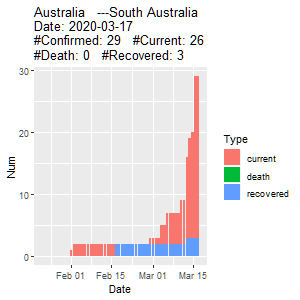 Australia   ---South Australia
Date: 2020-03-17
#Confirmed: 29   #Current: 26
#Death: 0   #Recovered: 3
Num
30
20
10
0
Feb 01 Feb 15 Mar 01 Mar 15
Date
Type
current
death
recovered